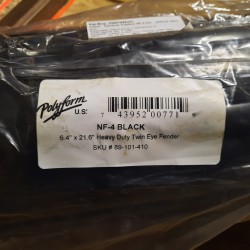 Polyform
U.S.
7 43952 00771
NF-4 BLACK
6.4" x 21.6" Heavy Duty Twin Eye Fender
SKU # 89-101-410